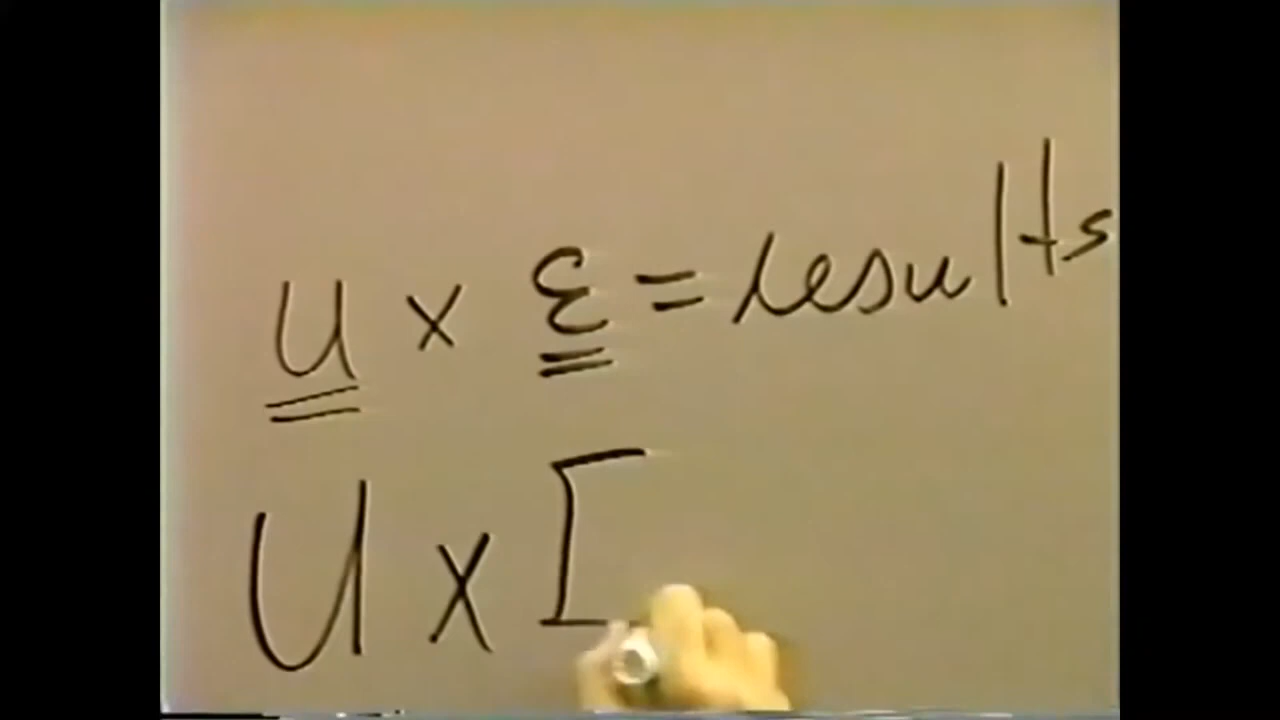 u x ε = results
U x [